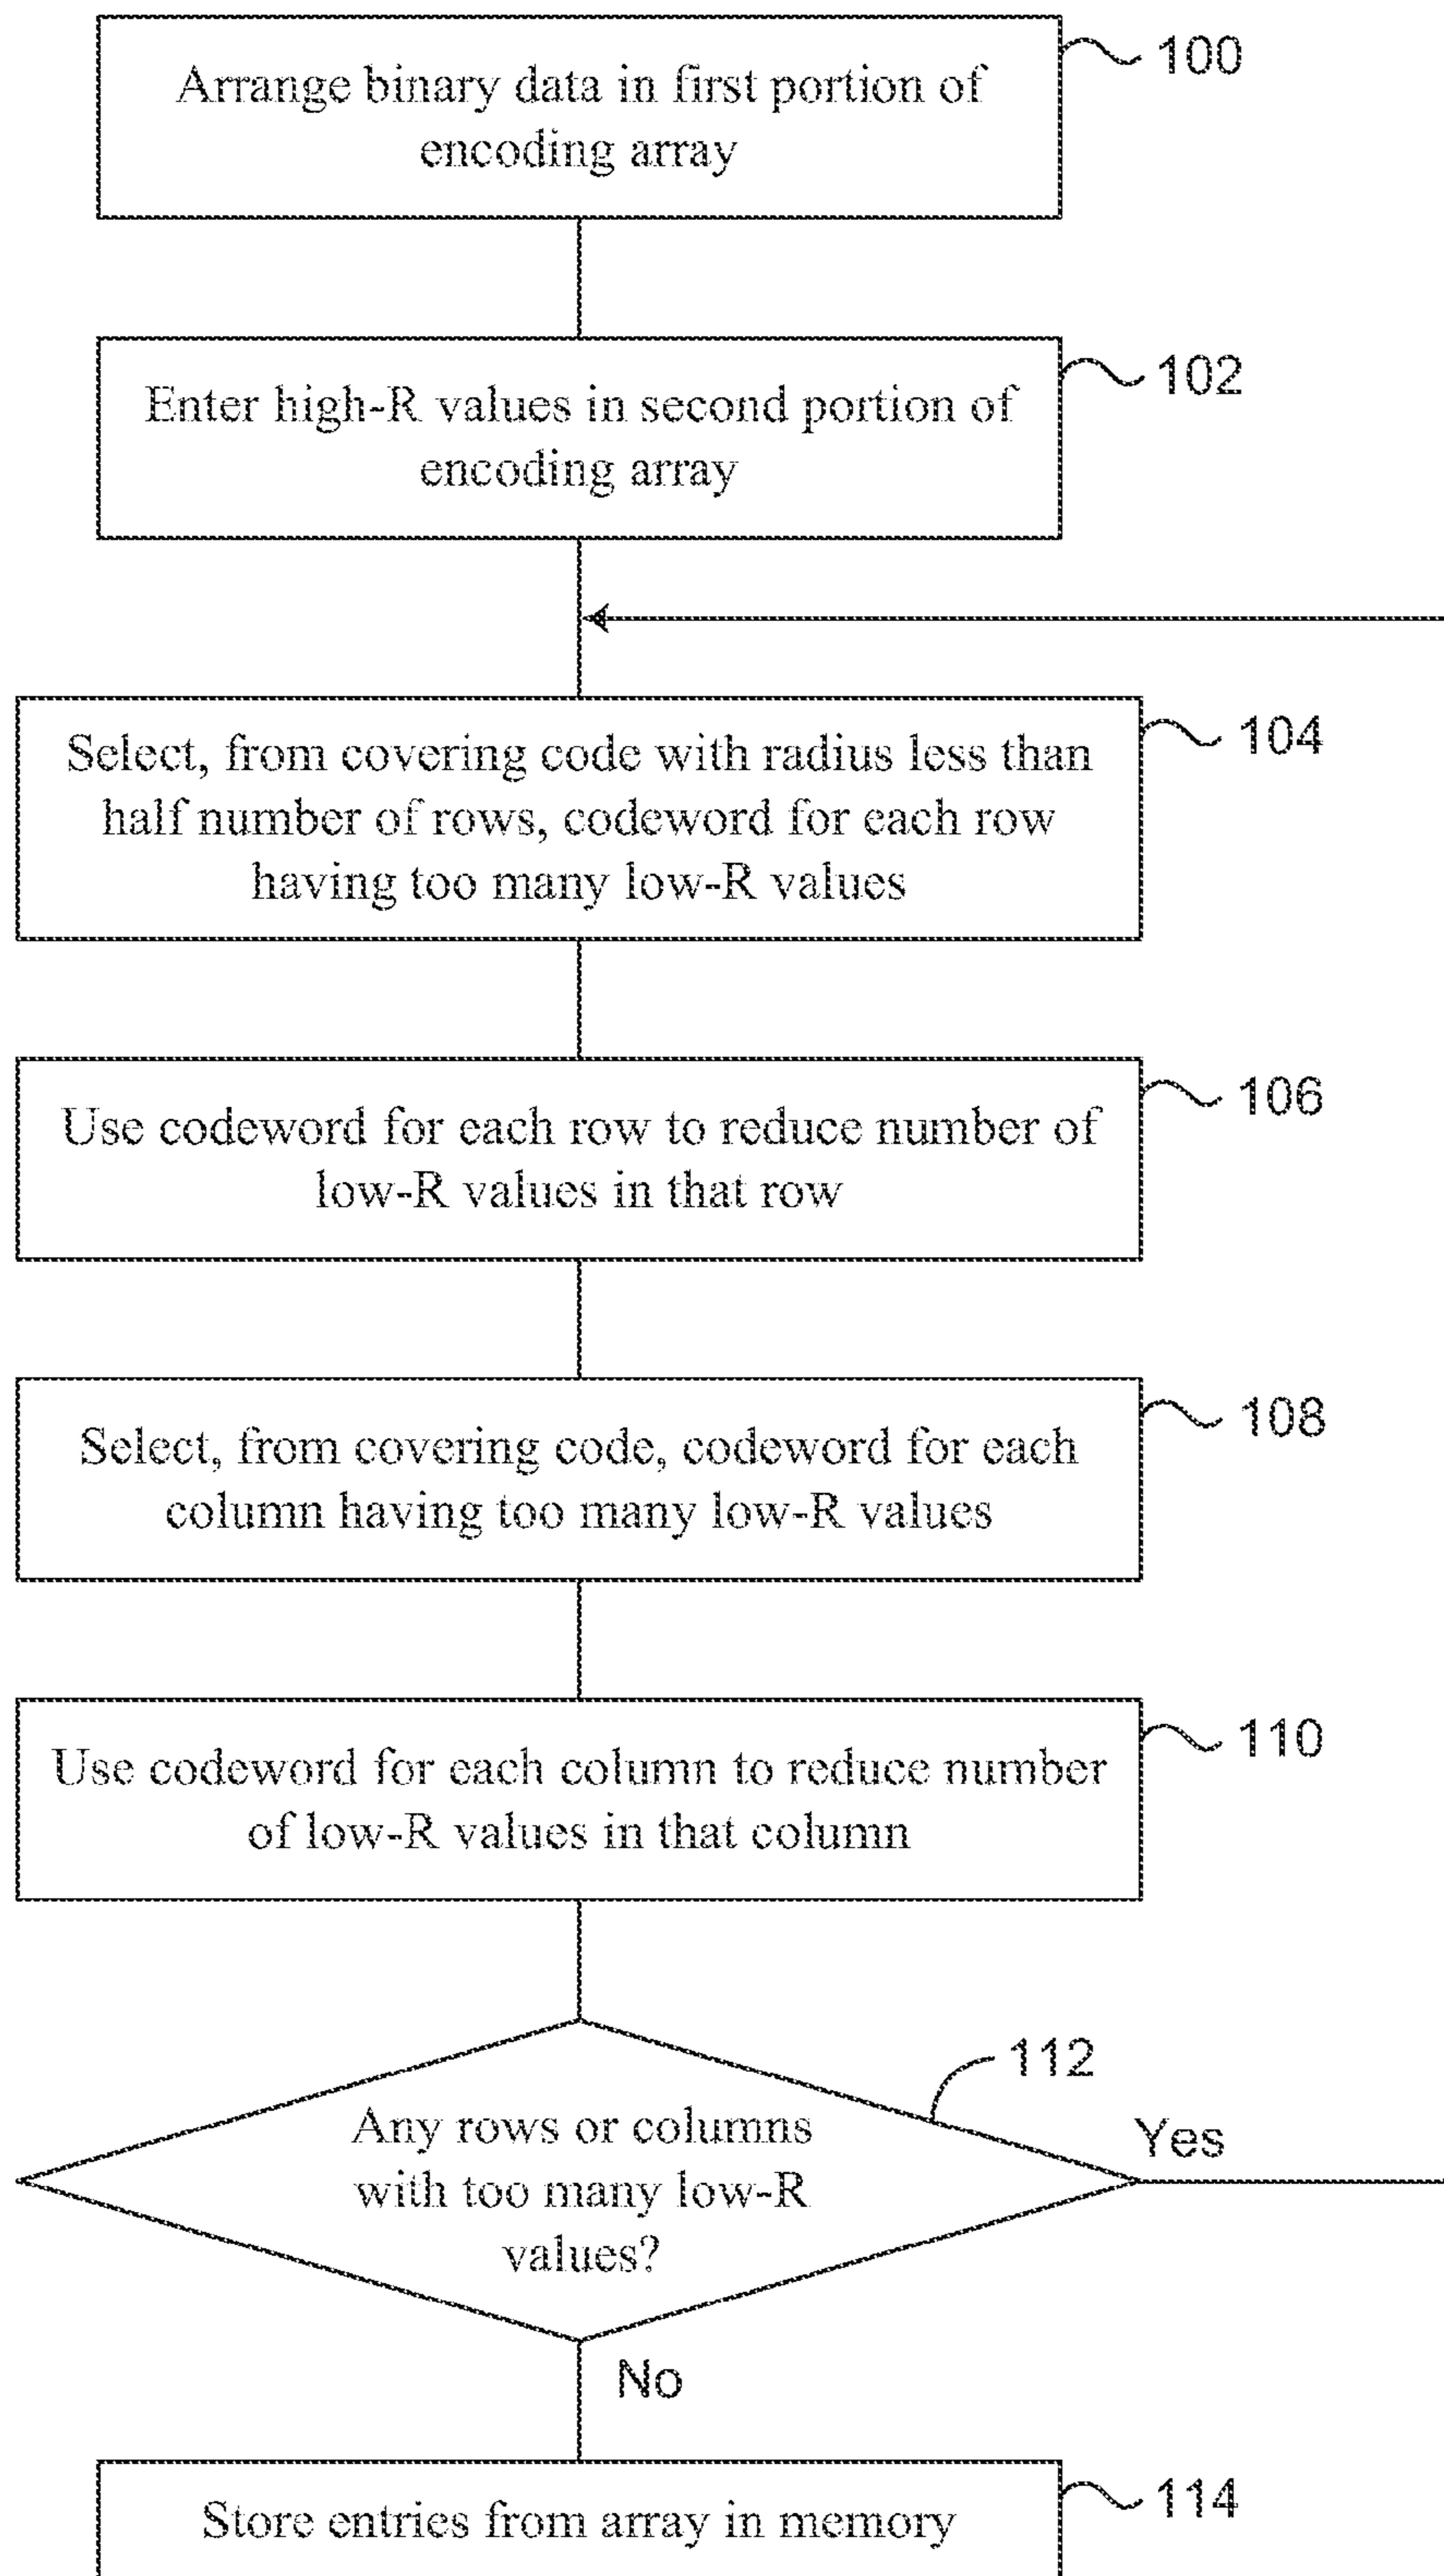 100
Arrange binary data in first portion of
encoding array
102
Enter high-R values in second portion of
encoding array
104
Select, from covering code with radius less than
half number of rows, codeword for each row
having too many low-R values
106
Use codeword for each row to reduce number of
low-R values in that row
108
Select, from covering code, codeword for each
column having too many low-R values
110
Use codeword for each column to reduce number
of low-R values in that column
112
Any rows or columns
with too many low-R
values?
Yes
No
114
Store entries from array in memory